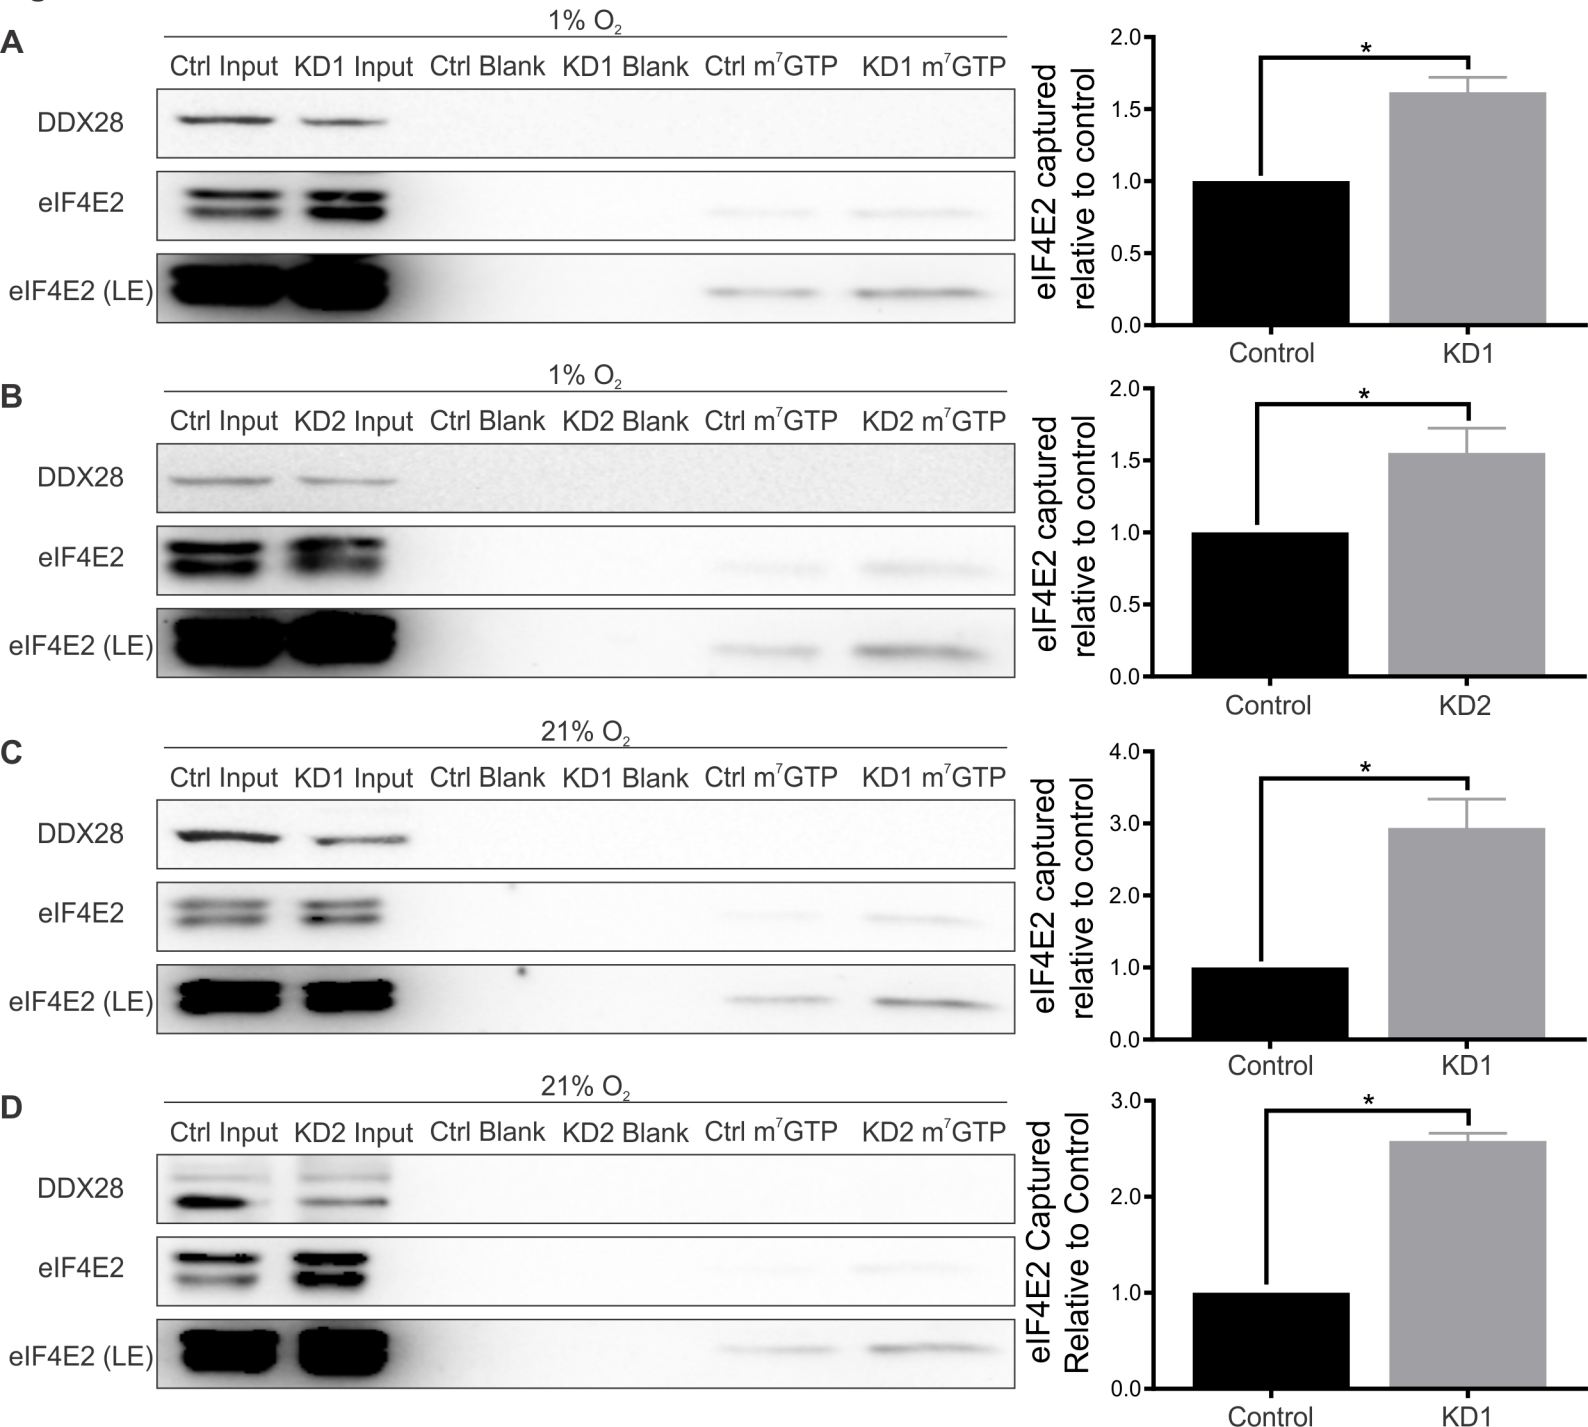 A
1% O₂
Ctrl Input KD1 Input Ctrl Blank KD1 Blank Ctrl m⁷GTP KD1 m⁷GTP
DDX28
eIF4E2
eIF4E2 (LE)
eIF4E2 captured
relative to control
2.0
1.5
1.0
0.5
0.0
*
Control KD1
B
1% O₂
Ctrl Input KD2 Input Ctrl Blank KD2 Blank Ctrl m⁷GTP KD2 m⁷GTP
DDX28
eIF4E2
eIF4E2 (LE)
eIF4E2 captured
relative to control
2.0
1.5
1.0
0.5
0.0
*
Control KD2
C
21% O₂
Ctrl Input KD1 Input Ctrl Blank KD1 Blank Ctrl m⁷GTP KD1 m⁷GTP
DDX28
eIF4E2
eIF4E2 (LE)
eIF4E2 captured
relative to control
4.0
3.0
2.0
1.0
0.0
*
Control KD1
D
21% O₂
Ctrl Input KD2 Input Ctrl Blank KD2 Blank Ctrl m⁷GTP KD2 m⁷GTP
DDX28
eIF4E2
eIF4E2 (LE)
eIF4E2 Captured
Relative to Control
3.0
2.0
1.0
0.0
*
Control KD1